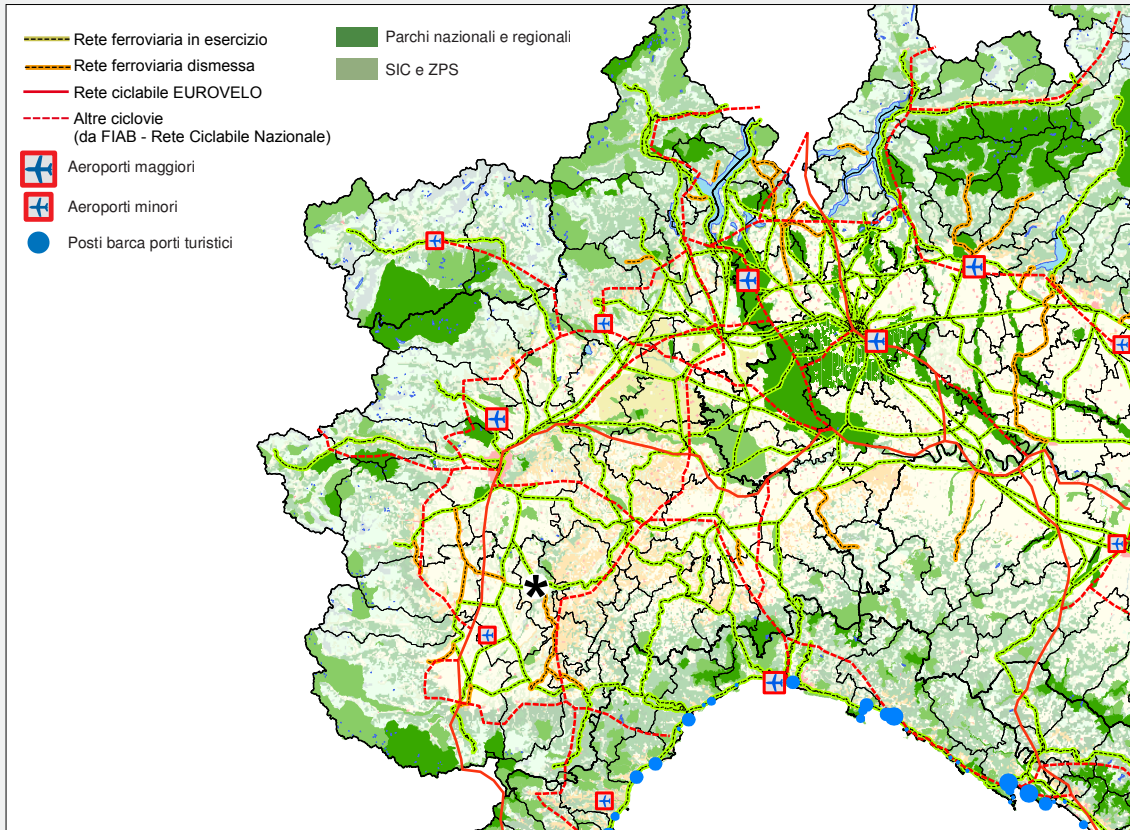 Rete ferroviaria in esercizio
Rete ferroviaria dismessa
Rete ciclabile EUROVELO
Altre ciclovie
(da FIAB - Rete Ciclabile Nazionale)
Aeroporti maggiori
Aeroporti minori
Posti barca porti turistici
Parchi nazionali e regionali
SIC e ZPS
*